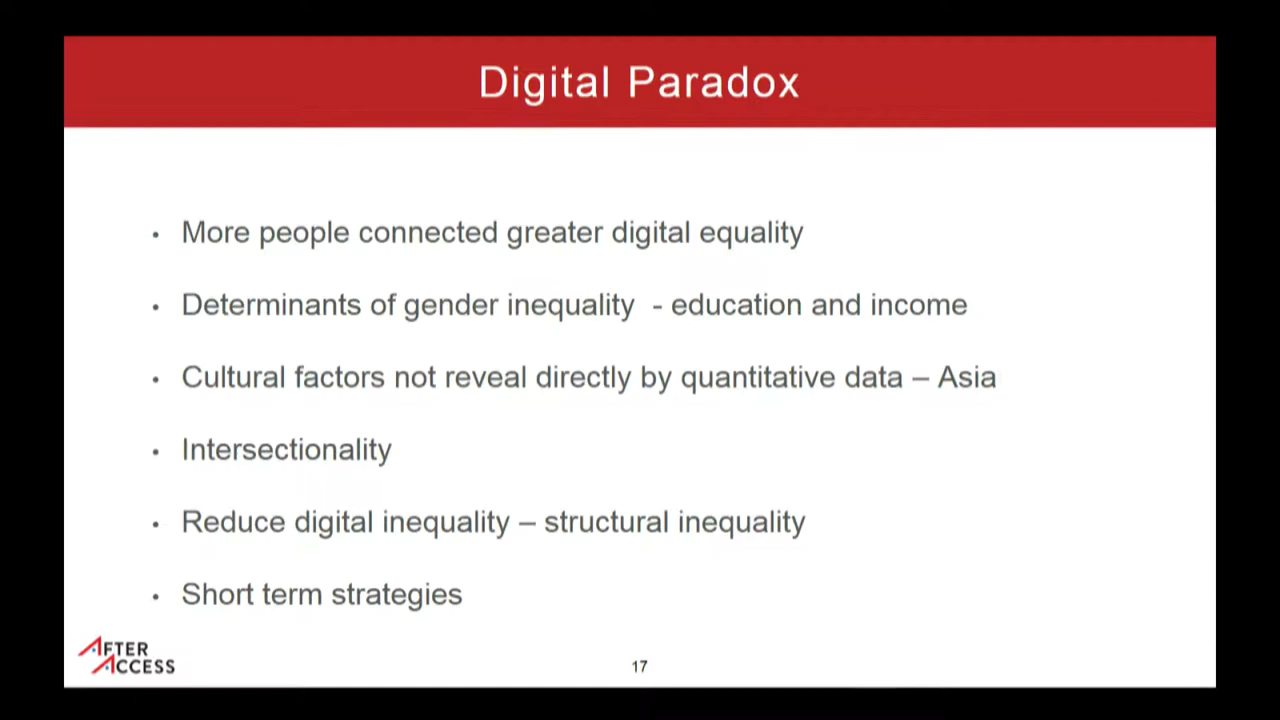 Digital Paradox
• More people connected greater digital equality
• Determants of gender inequality - education and income
• Cultural factors not reveal directly by quantitative data – Asia
• Intersectionality
• Reduce digital inequality – structural inequality
• Short term strategies
AFTER
ACCESS
17